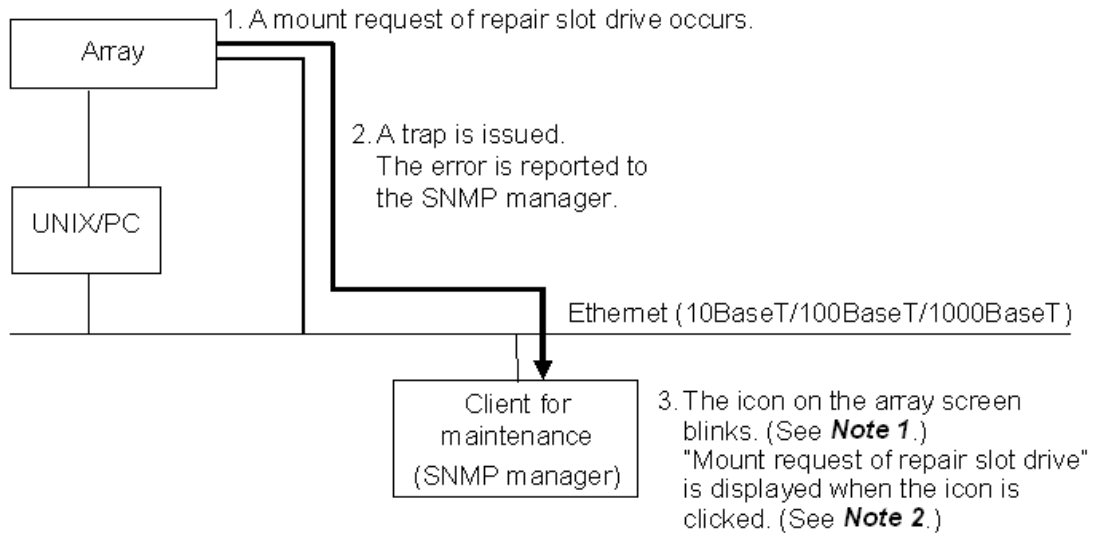 1. A mount request of repair slot drive occurs.
Array
2. A trap is issued.
The error is reported to
the SNMP manager.
UNIX/PC
Ethernet (10BaseT/100BaseT/1000BaseT)
Client for
maintenance
(SNMP manager)
3. The icon on the array screen
blinks. (See Note 1.)
"Mount request of repair slot drive"
is displayed when the icon is
clicked. (See Note 2.)